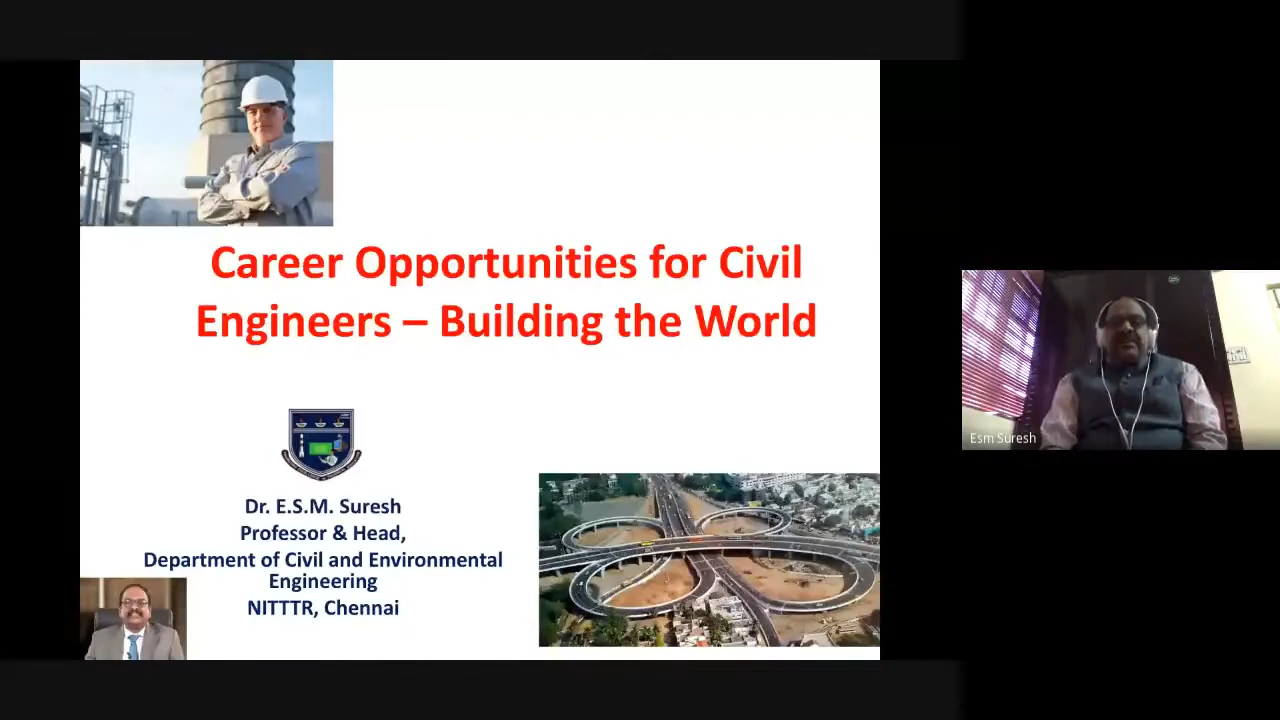 Career Opportunities for Civil
Engineers – Building the World
Dr. E.S.M. Suresh
Professor & Head,
Department of Civil and Environmental
Engineering
NITTTR, Chennai
Esm Suresh